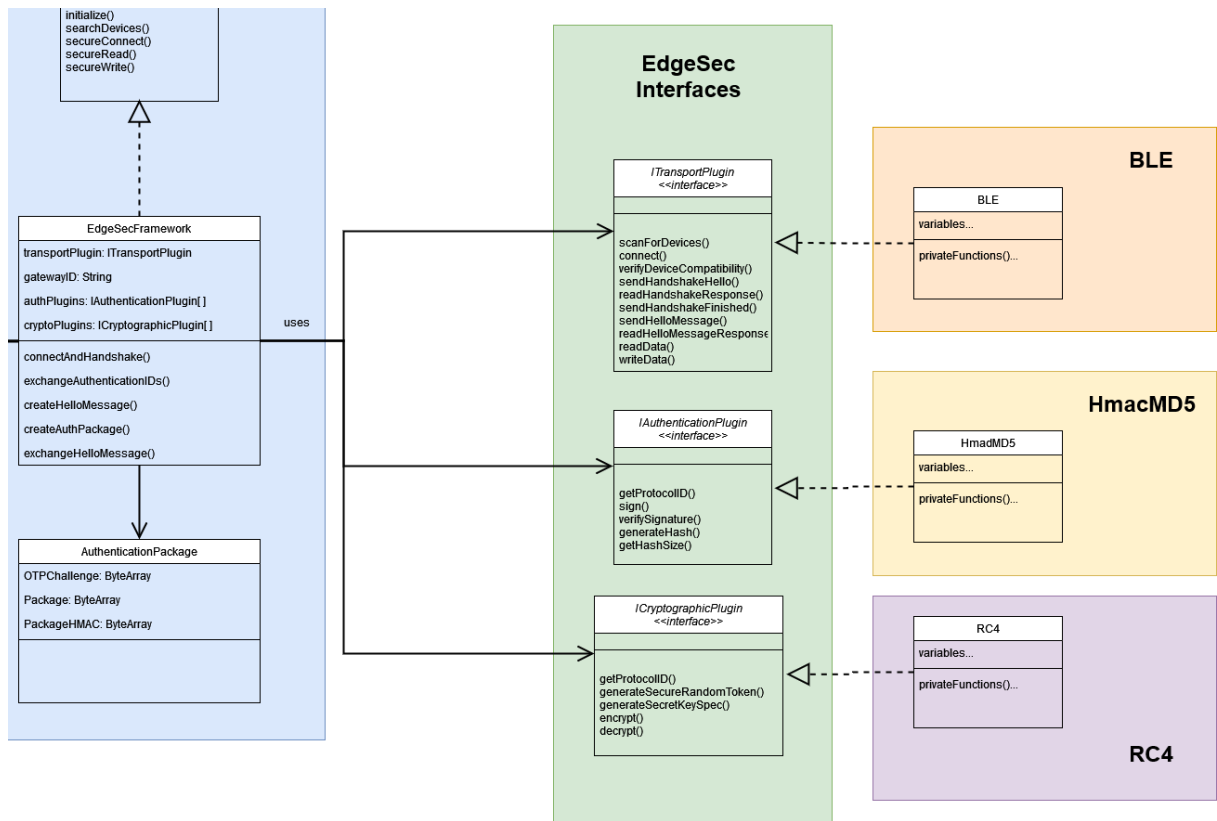 initialize()
searchDevices()
secureConnect()
secureRead()
secureWrite()
EdgeSecFramework
transportPlugin: ITransportPlugin
gatewayID: String
authPlugins: IAuthenticationPlugin[ ]
cryptoPlugins: ICryptographicPlugin[ ]
connectAndHandshake()
exchangeAuthenticationIDs()
createHelloMessage()
createAuthPackage()
exchangeHelloMessage()
AuthenticationPackage
OTPChallenge: ByteArray
Package: ByteArray
PackageHMAC: ByteArray
uses
EdgeSec
Interfaces
ITransportPlugin
<<interface>>
scanForDevices()
connect()
verifyDeviceCompatibility()
sendHandshakeHello()
readHandshakeResponse()
sendHandshakeFinished()
sendHelloMessage()
readHelloMessageResponse
readData()
writeData()
IAuthenticationPlugin
<<interface>>
getProtocolID()
sign()
verifySignature()
generateHash()
getHashSize()
ICryptographicPlugin
<<interface>>
getProtocolID()
generateSecureRandomToken()
generateSecretKeySpec()
encrypt()
decrypt()
BLE
BLE
variables...
privateFunctions()...
HmacMD5
HmadMD5
variables...
privateFunctions()...
RC4
variables...
privateFunctions()...
RC4